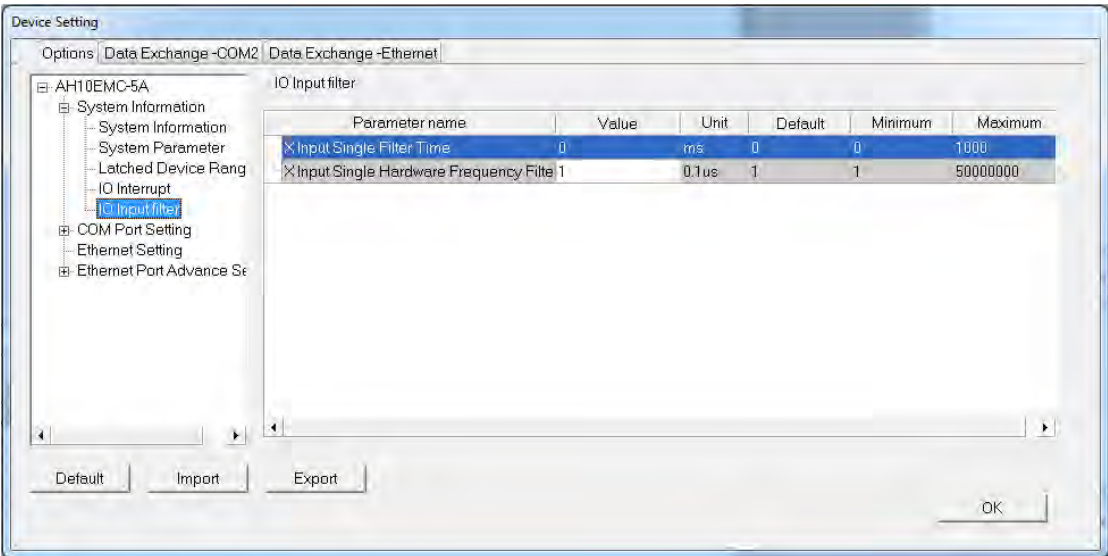 Device Setting
Options Data Exchange -COM2 Data Exchange -Ethernet
AH10EMC-5A
System Information
System Information
System Parameter
Latched Device Rang
IO Interrupt
IO Input filter
COM Port Setting
Ethernet Setting
Ethernet Port Advance Se
IO Input filter
Parameter name Value Unit Default Minimum Maximum
X Input Single Filter Time 0 ms 0 0 1000
X Input Single Hardware Frequency Filte 1 0.1us 1 1 50000000
Default Import Export
OK